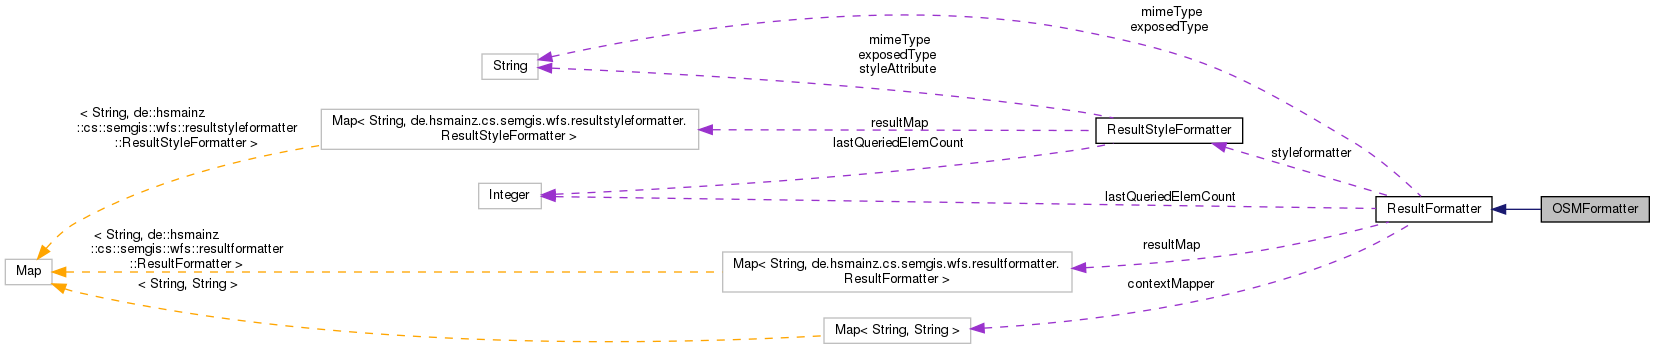 mimeType
exposedType
mimeType
exposedType
styleAttribute
String
< String, de::hsmainz
::cs::semgis::wfs::resultstyleformatter
::ResultStyleFormatter >
Map< String, de.hsmainz.cs.semgis.wfs.resultstyleformatter.
ResultStyleFormatter >
resultMap
ResultStyleFormatter
lastQueriedElemCount
styleformatter
Integer
lastQueriedElemCount
ResultFormatter
OSMFormatter
< String, de::hsmainz
::cs::semgis::wfs::resultformatter
::ResultFormatter >
resultMap
Map
Map< String, de.hsmainz.cs.semgis.wfs.resultformatter.
ResultFormatter >
< String, String >
contextMapper
Map< String, String >